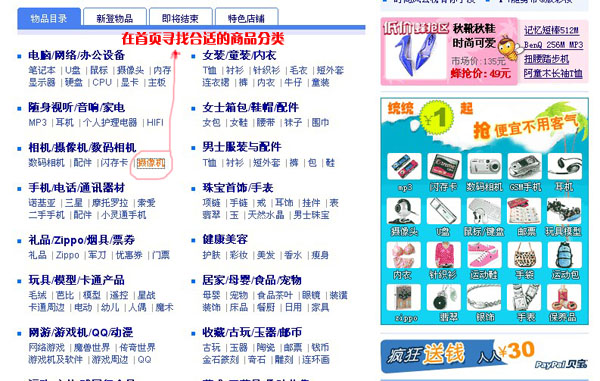 物品目录 新登物品 即将结束 特色店铺
在首页寻找合适的商品分类
电脑/网络/办公设备
笔记本 | U盘 | 鼠标 | 摄像头 | 内存
显示器 | 硬盘 | CPU | 显卡 | 主板
随身视听/音响/家电
MP3 | 耳机 | 个人护理电器 | HIFI
相机/摄像机/数码相机
数码相机 | 配件 | 闪存卡 | 摄像机
手机/电话/通讯器材
诺基亚 | 三星 | 摩托罗拉 | 索爱
二手手机 | 配件 | 小灵通手机
礼品/Zippo/烟具/票券
礼品 | Zippo | 军刀 | 优惠券 | 门票
玩具/模型/卡通产品
毛绒 | 芭比 | 模型 | 遥控 | 星战
卡通周边 | 电动 | 幼儿 | 人偶 | 魔术
网游/游戏机/QQ/动漫
网络游戏 | 魔兽世界 | 传奇世界
游戏机及软件 | 游戏周边 | QQ
女装/童装/内衣
T恤 | 衬衫 | 针织衫 | 毛衣 | 短外套
连衣裙 | 裤 | 内衣 | 牛仔 | 童装
女士箱包/鞋帽/配件
女包 | 女鞋 | 腰带 | 袜子 | 围巾
男士服装与配件
T恤 | 衬衫 | 短外套 | 裤 | 包 | 鞋
珠宝首饰/手表
项链 | 手链 | 戒 | 耳饰 | 挂件 | 表
翡翠 | 玉 | 天然水晶 | 男士珠宝
健康美容
护肤 | 彩妆 | 美发 | 香水 | 瘦身
居家/母婴/食品/宠物
母婴 | 宠物 | 食品茶叶 | 眼镜 | 装潢
装饰 | 床品 | 餐厨 | 日用 | 家具
收藏/古玩/玉器/邮币
古玩 | 玉器 | 陶瓷 | 邮票 | 纸币
金石篆刻 | 奇石 | 雕刻 | 连环画
低价抢区
秋靴秋鞋
时尚可爱
市场价:135元
蜂抢价: 49元
记忆短棒512M
BenQ 256M MP3
扭腰踏步机
阿童木长袖T恤
统统 ¥1 起
抢 便宜不用客气
mp3 闪存卡 数码相机 GSM手机 耳机
摄像头 U盘 鼠标/键盘 邮票 玩具模型
内衣 针织衫 运动鞋 手袋 运动包
zippo 翡翠 银饰 手表 保养品
疯狂送钱 人人¥30
PayPal 贝宝